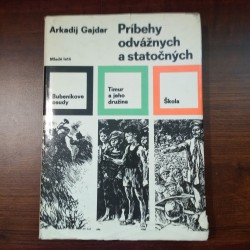 Arkadij Gajdar
Príbehy
odvážnych
a statočných
Mladé letá
Bubeníkove
osudy
Timur
a jeho
družina
Škola